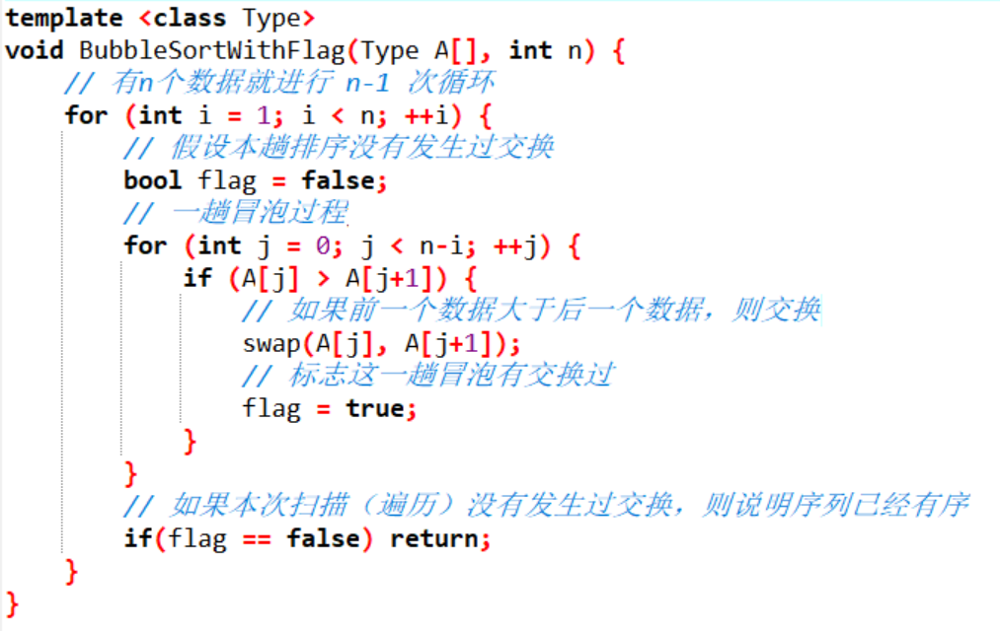 template <class Type>
void BubbleSortWithFlag(Type A[], int n) {
    // 有n个数据就进行 n-1 次循环
    for (int i = 1; i < n; ++i) {
        // 假设本趟排序没有发生过交换
        bool flag = false;
        // 一趟冒泡过程
        for (int j = 0; j < n-i; ++j) {
            if (A[j] > A[j+1]) {
                // 如果前一个数据大于后一个数据，则交换
                swap(A[j], A[j+1]);
                // 标志这一趟冒泡有交换过
                flag = true;
            }
        }
        // 如果本次扫描（遍历）没有发生过交换，则说明序列已经有序
        if(flag == false) return;
    }
}